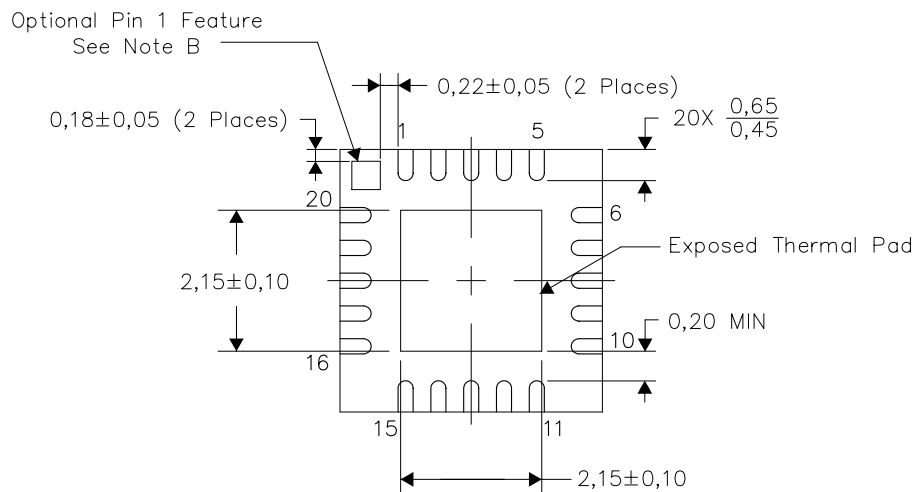 Optional Pin 1 Feature
See Note B
0,22±0,05 (2 Places)
0,18±0,05 (2 Places)
20X 0,65
0,45
1
5
20
6
Exposed Thermal Pad
2,15±0,10
0,20 MIN
16
10
15
11
2,15±0,10